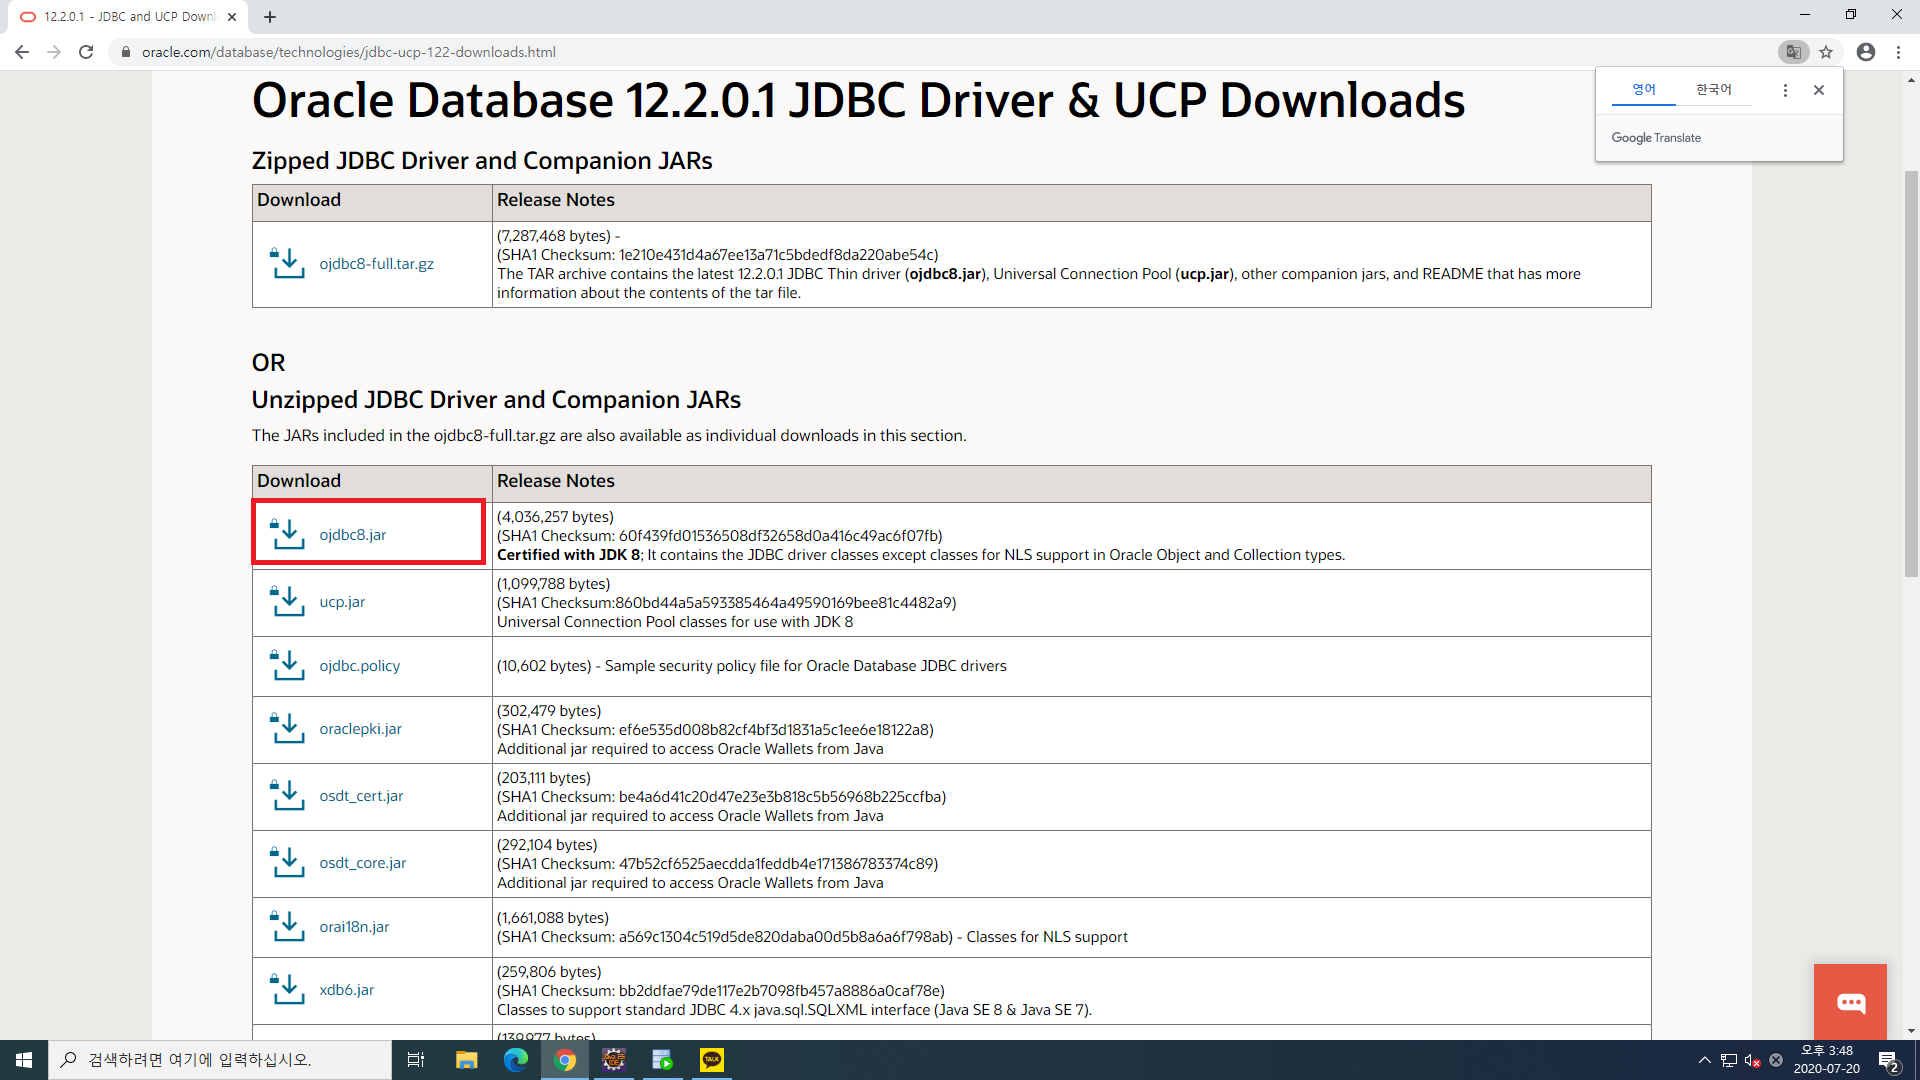 12.2.0.1 - JDBC and UCP Downl
oracle.com/database/technologies/jdbc-ucp-122-downloads.html
영어 한국어
Google Translate
Oracle Database 12.2.0.1 JDBC Driver & UCP Downloads
Zipped JDBC Driver and Companion JARs
Download Release Notes
ojdbc8-full.tar.gz
(7,287,468 bytes) -
(SHA1 Checksum: 1e210e431d4a67ee13a71c5bdedf8da220abe54c)
The TAR archive contains the latest 12.2.0.1 JDBC Thin driver (ojdbc8.jar), Universal Connection Pool (ucp.jar), other companion jars, and README that has more
information about the contents of the tar file.
OR
Unzipped JDBC Driver and Companion JARs
The JARs included in the ojdbc8-full.tar.gz are also available as individual downloads in this section.
Download Release Notes
ojdbc8.jar
(4,036,257 bytes)
(SHA1 Checksum: 60f439fd01536508df32658d0a416c49ac6f07fb)
Certified with JDK 8; It contains the JDBC driver classes except classes for NLS support in Oracle Object and Collection types.
ucp.jar
(1,099,788 bytes)
(SHA1 Checksum:860bd44a5a593385464a49590169bee81c4482a9)
Universal Connection Pool classes for use with JDK 8
ojdbc.policy
(10,602 bytes) - Sample security policy file for Oracle Database JDBC drivers
oraclepki.jar
(302,479 bytes)
(SHA1 Checksum: ef6e535d008b82cf4bf3d1831a5c1ee6e18122a8)
Additional jar required to access Oracle Wallets from Java
osdt_cert.jar
(203,111 bytes)
(SHA1 Checksum: be4a6d41c20d47e23e3b818c5b56968b225ccfba)
Additional jar required to access Oracle Wallets from Java
osdt_core.jar
(292,104 bytes)
(SHA1 Checksum: 47b52cf6525aecdda1feddb4e171386783374c89)
Additional jar required to access Oracle Wallets from Java
orai18n.jar
(1,661,088 bytes)
(SHA1 Checksum: a569c1304c519d5de820daba00d5b8a6a6f798ab) - Classes for NLS support
xdb6.jar
(259,806 bytes)
(SHA1 Checksum: bb2ddfae79de117e2b7098fb457a8886a0caf78e)
Classes to support standard JDBC 4.x java.sql.SQLXML interface (Java SE 8 & Java SE 7).
(139,977 bytes)
검색하려면 여기에 입력하십시오.
TALK
오후 3:48
2020-07-20
2